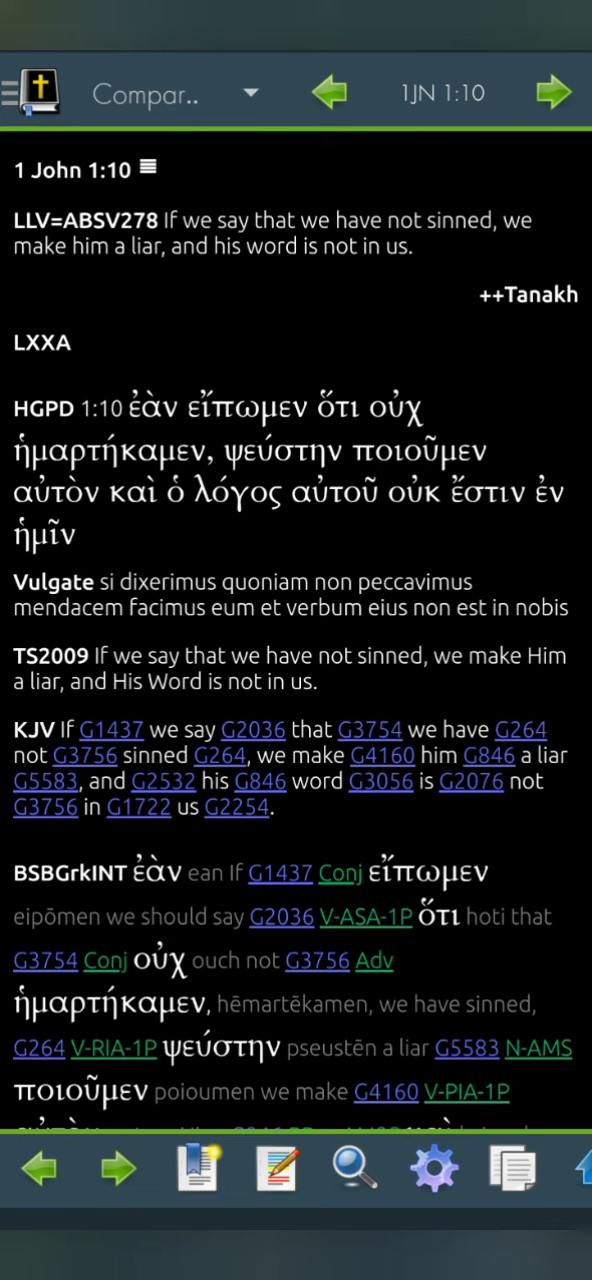 Compar..
1JN 1:10
1 John 1:10
LLV=ABSV278 If we say that we have not sinned, we
make him a liar, and his word is not in us.
++Tanakh
LXXA
HGPD 1:10 ἐὰν εἴπωμεν ὅτι οὐχ
ἡμαρτήκαμεν, ψεύστην ποιοῦμεν
αὐτὸν καὶ ὁ λόγος αὐτοῦ οὐκ ἔστιν ἐν
ἡμῖν
Vulgate si dixerimus quoniam non peccavimus
mendacem facimus eum et verbum eius non est in nobis
TS2009 If we say that we have not sinned, we make Him
a liar, and His Word is not in us.
KJV If G1437 we say G2036 that G3754 we have G264
not G3756 sinned G264, we make G4160 him G846 a liar
G5583, and G2532 his G846 word G3056 is G2076 not
G3756 in G1722 us G2254.
BSBGrkINT ἐὰν ean If G1437 Conj εἴπωμεν
eipōmen we should say G2036 V-ASA-1P ὅτι hoti that
G3754 Conj οὐχ ouch not G3756 Adv
ἡμαρτήκαμεν, hēmartēkamen, we have sinned,
G264 V-RIA-1P ψεύστην pseustēn a liar G5583 N-AMS
ποιοῦμεν poioumen we make G4160 V-PIA-1P